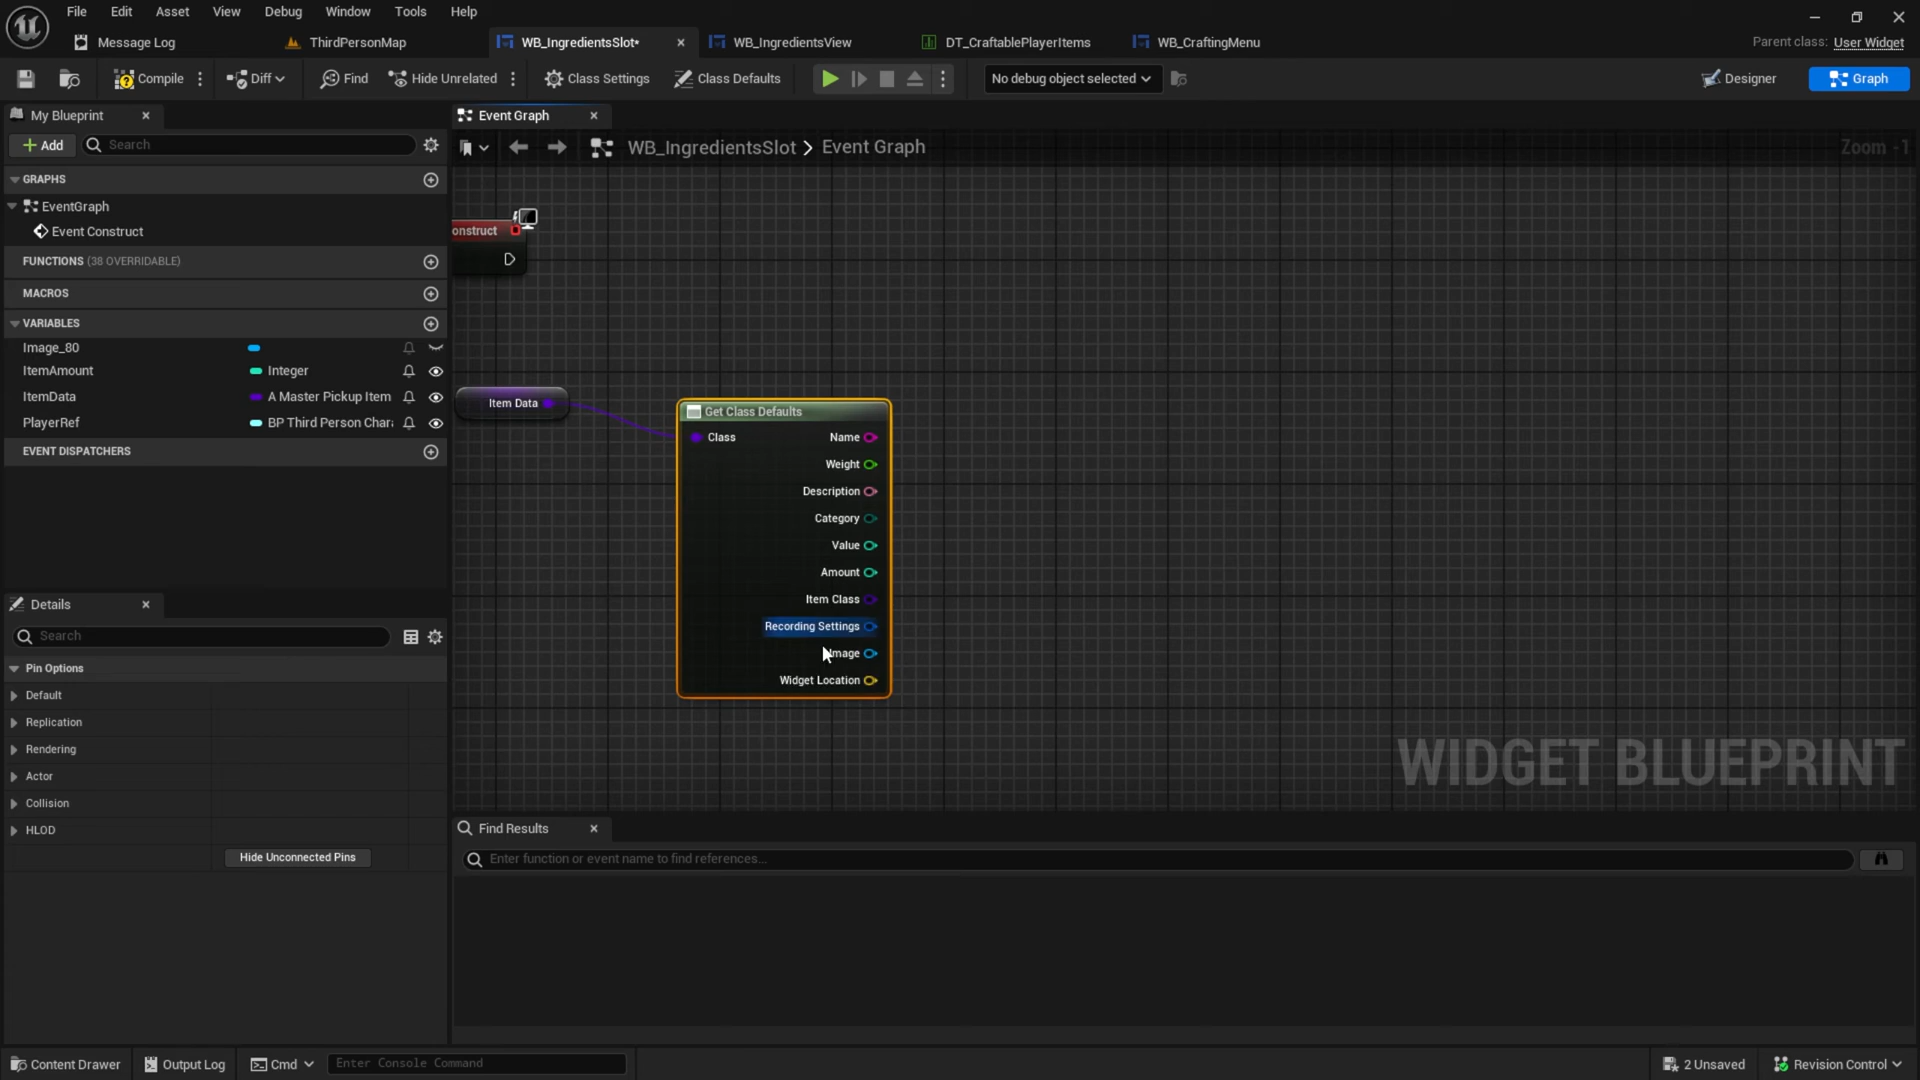 File Edit Asset View Debug Window Tools Help
Message Log ThirdPersonMap WB_IngredientsSlot* WB_IngredientsView DT_CraftablePlayerItems WB_CraftingMenu Parent class: User Widget
Compile Diff Find Hide Unrelated Class Settings Class Defaults No debug object selected Designer Graph
My Blueprint
Event Graph
Add Search
WB_IngredientsSlot > Event Graph
Zoom -1
GRAPHS
EventGraph
Event Construct
FUNCTIONS (38 OVERRIDABLE)
MACROS
VARIABLES
Image_80
ItemAmount Integer
ItemData A Master Pickup Item
PlayerRef BP Third Person Chara
EVENT DISPATCHERS
onstruct
Item Data
Get Class Defaults
Class Name
Weight
Description
Category
Value
Amount
Item Class
Recording Settings
Image
Widget Location
WIDGET BLUEPRINT
Details
Search
Pin Options
Default
Replication
Rendering
Actor
Collision
HLOD
Hide Unconnected Pins
Find Results
Enter function or event name to find references...
Content Drawer Output Log Cmd Enter Console Command 2 Unsaved Revision Control